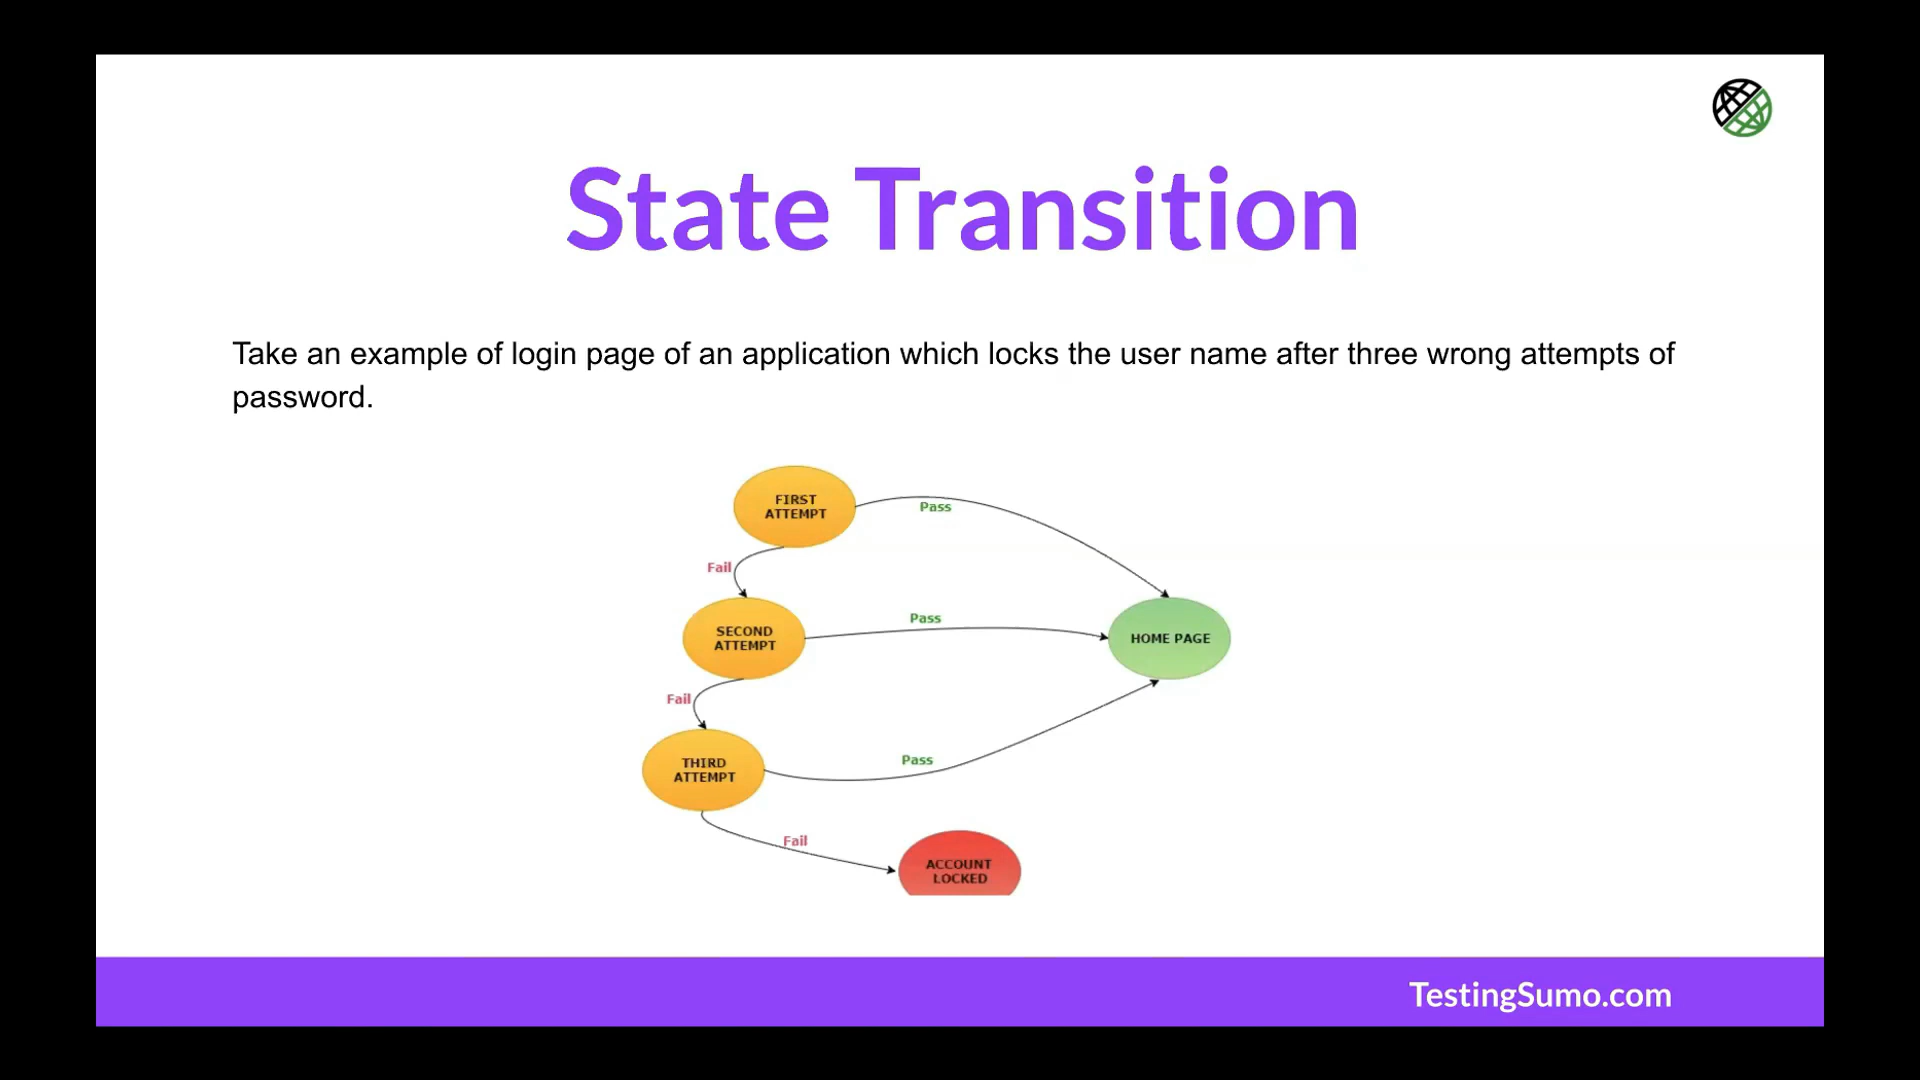 State Transition
Take an example of login page of an application which locks the user name after three wrong attempts of
password.
FIRST
ATTEMPT
Pass
Fail
SECOND
ATTEMPT
Pass
HOME PAGE
Fail
THIRD
ATTEMPT
Pass
Fail
ACCOUNT
LOCKED
TestingSumo.com